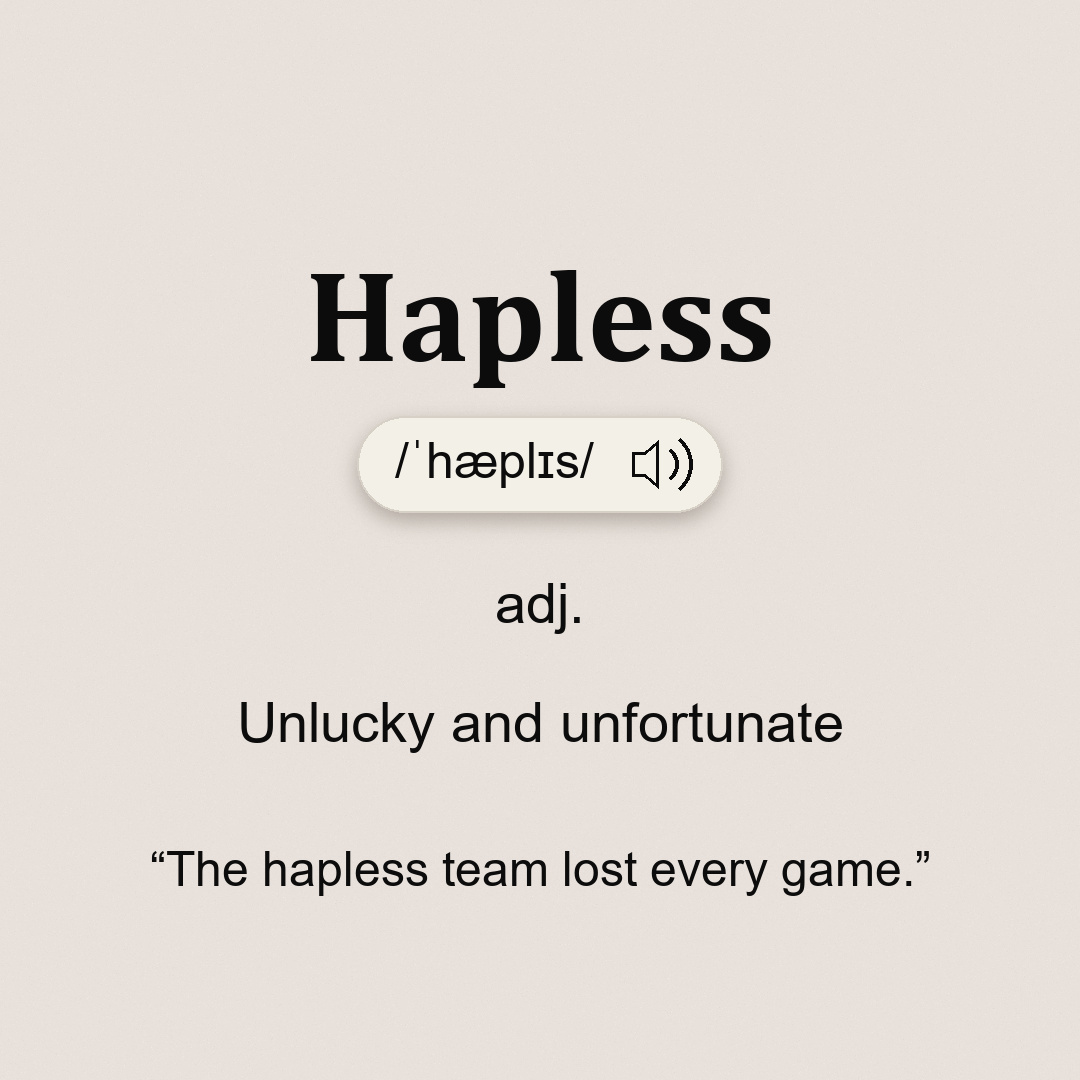 Hapless
/ˈhæplɪs/
adj.
Unlucky and unfortunate
“The hapless team lost every game.”